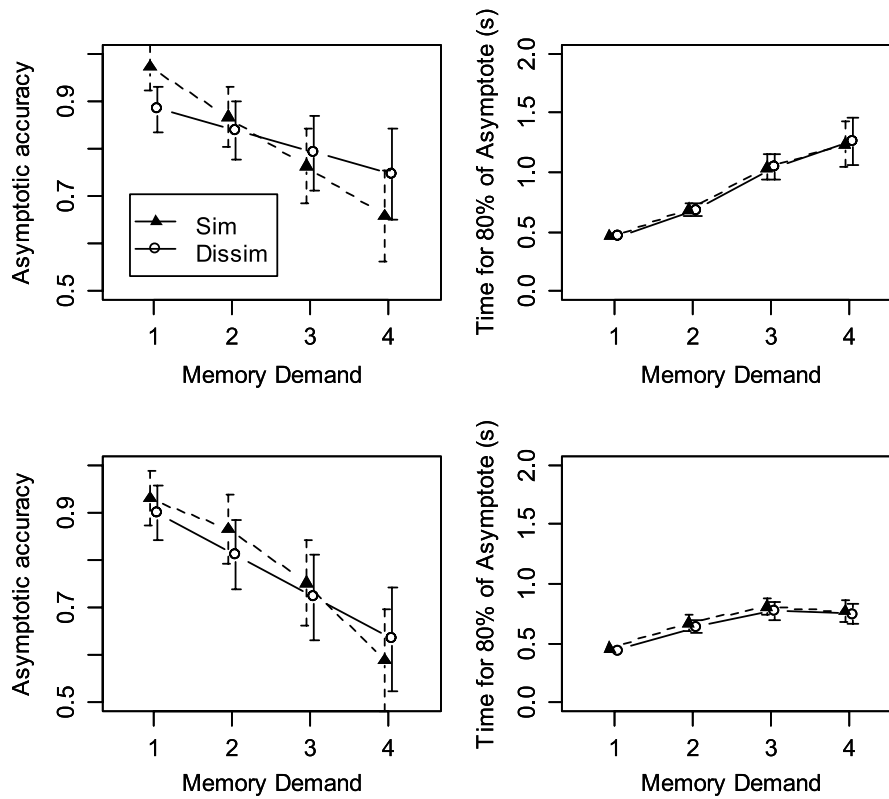 Asymptotic accuracy
0.5 0.7 0.9
Sim
Dissim
1 2 3 4
Memory Demand
Time for 80% of Asymptote (s)
0.0 0.5 1.0 1.5 2.0
1 2 3 4
Memory Demand
Asymptotic accuracy
0.5 0.7 0.9
1 2 3 4
Memory Demand
Time for 80% of Asymptote (s)
0.0 0.5 1.0 1.5 2.0
1 2 3 4
Memory Demand